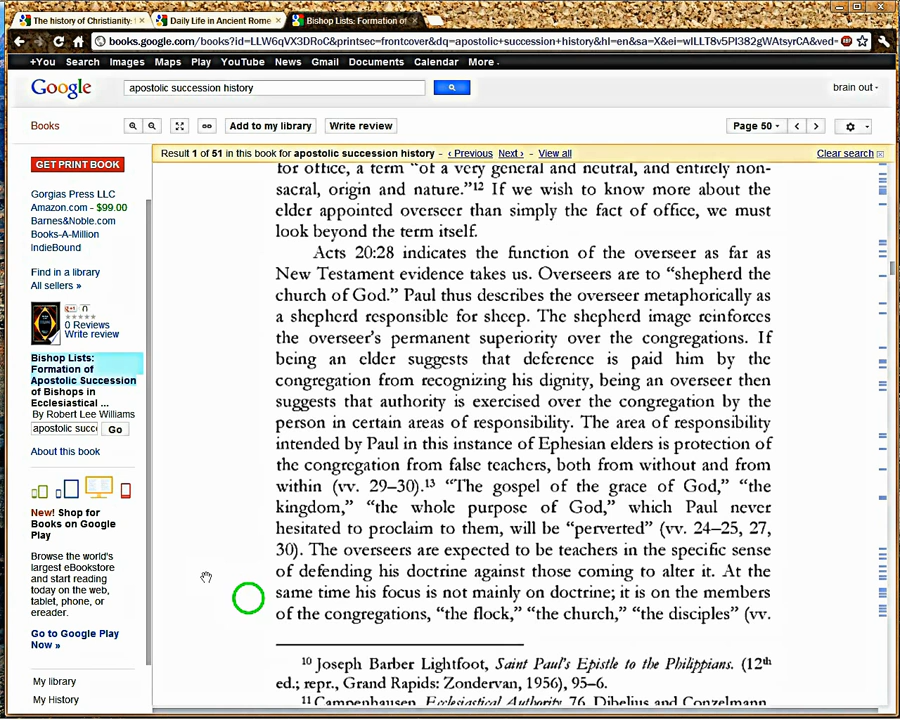 The history of Christianity:
Daily Life in Ancient Rome
Bishop Lists: Formation of
books.google.com/books?id=LLW6qVX3DRoC&printsec=frontcover&dq=apostolic+succession+history&hl=en&sa=X&ei=
+You Search Images Maps Play YouTube News Gmail Documents Calendar More
Google
apostolic succession history
brain out
Books
Add to my library
Write review
Page 50
Result 1 of 51 in this book for apostolic succession history - ‹ Previous Next › - View all
Clear search
GET PRINT BOOK
Gorgias Press LLC
Amazon.com - $99.00
Barnes&Noble.com
Books-A-Million
IndieBound
Find in a library
All sellers »
+1 0
0 Reviews
Write review
Bishop Lists:
Formation of
Apostolic Succession
of Bishops in
Ecclesiastical ...
By Robert Lee Williams
apostolic succ
Go
About this book
New! Shop for
Books on Google
Play
Browse the world's
largest eBookstore
and start reading
today on the web,
tablet, phone, or
ereader.
Go to Google Play
Now »
My library
My History
for office, a term “of a very general and neutral, and entirely non-
sacral, origin and nature.”12 If we wish to know more about the
elder appointed overseer than simply the fact of office, we must
look beyond the term itself.
Acts 20:28 indicates the function of the overseer as far as
New Testament evidence takes us. Overseers are to “shepherd the
church of God.” Paul thus describes the overseer metaphorically as
a shepherd responsible for sheep. The shepherd image reinforces
the overseer’s permanent superiority over the congregations. If
being an elder suggests that deference is paid him by the
congregation from recognizing his dignity, being an overseer then
suggests that authority is exercised over the congregation by the
person in certain areas of responsibility. The area of responsibility
intended by Paul in this instance of Ephesian elders is protection of
the congregation from false teachers, both from without and from
within (vv. 29–30).13 “The gospel of the grace of God,” “the
kingdom,” “the whole purpose of God,” which Paul never
hesitated to proclaim to them, will be “perverted” (vv. 24–25, 27,
30). The overseers are expected to be teachers in the specific sense
of defending his doctrine against those coming to alter it. At the
same time his focus is not mainly on doctrine; it is on the members
of the congregations, “the flock,” “the church,” “the disciples” (vv.
10 Joseph Barber Lightfoot, Saint Paul’s Epistle to the Philippians. (12th
ed.; repr., Grand Rapids: Zondervan, 1956), 95–6.
11 Campenhausen, Ecclesiastical Authority, 76. Dibelius and Conzelmann